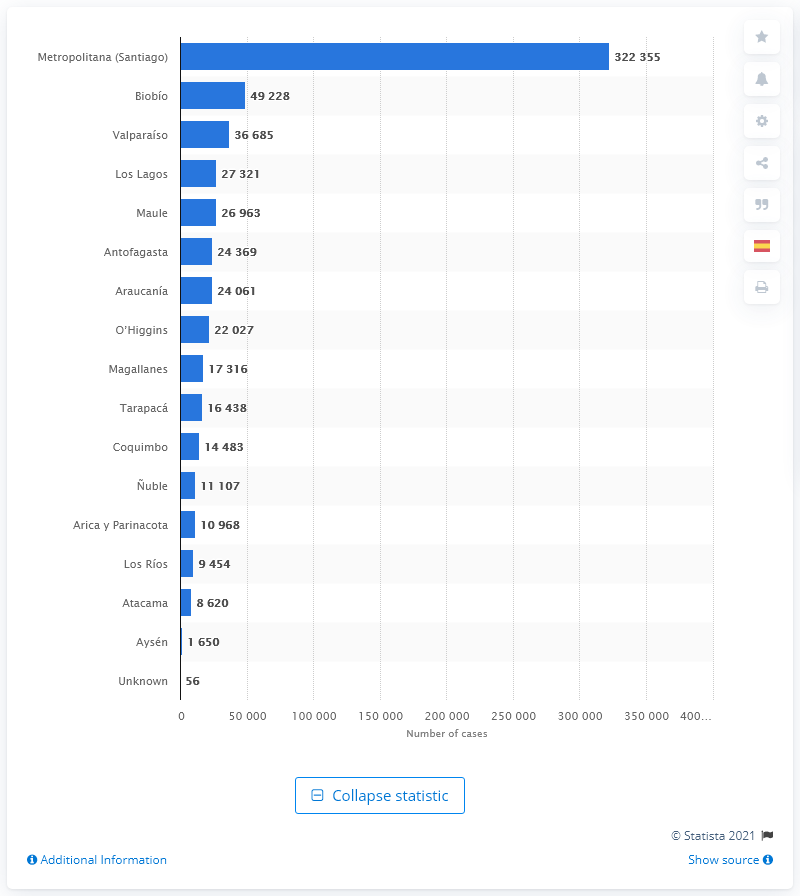 Metropolitana (Santiago) 322 355
Biobío 49 228
Valparaíso 36 685
Los Lagos 27 321
Maule 26 963
Antofagasta 24 369
Araucanía 24 061
O'Higgins 22 027
Magallanes 17 316
Tarapacá 16 438
Coquimbo 14 483
Ñuble 11 107
Arica y Parinacota 10 968
Los Ríos 9 454
Atacama 8 620
Aysén 1 650
Unknown 56
0 50 000 100 000 150 000 200 000 250 000 300 000 350 000 400...
Number of cases
Collapse statistic
© Statista 2021
Additional Information Show source